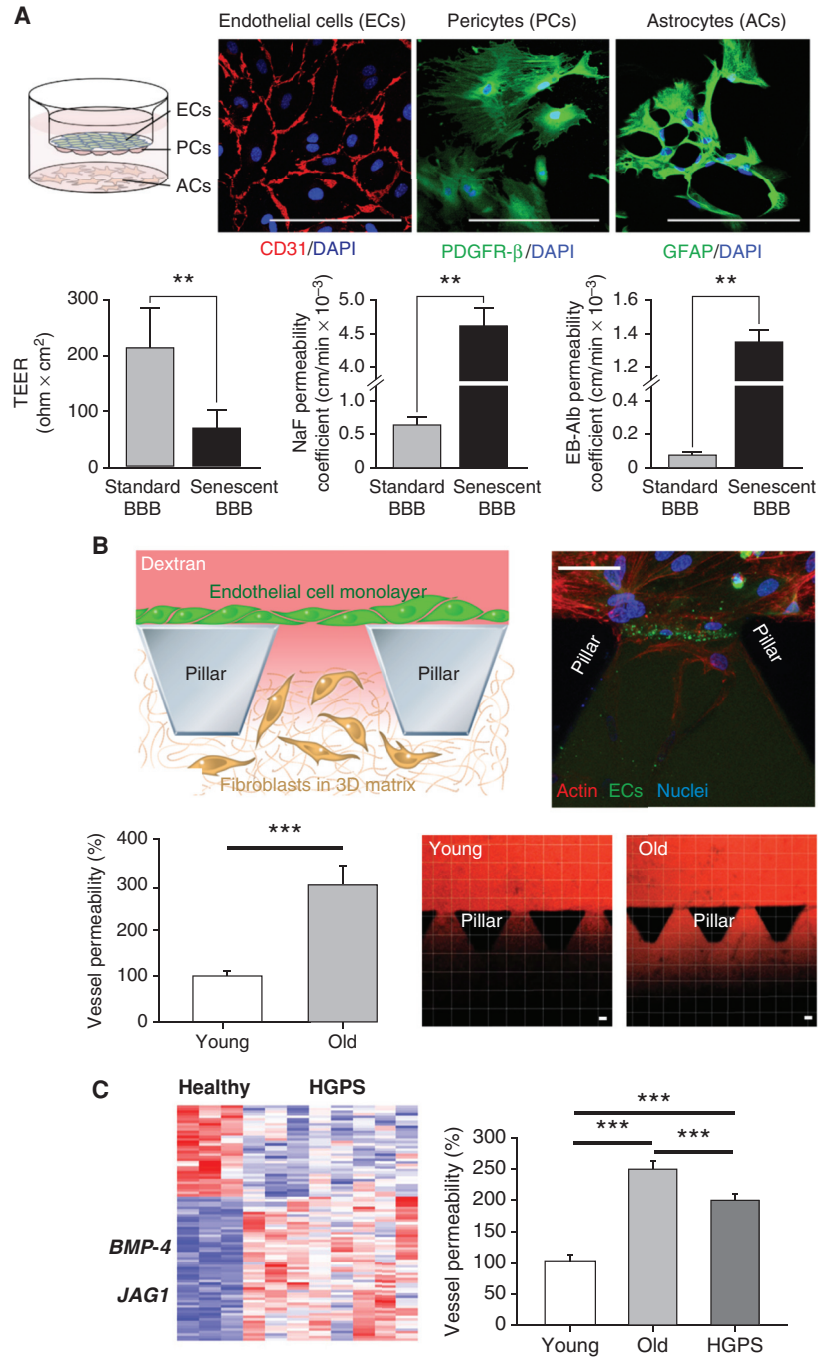 A
Endothelial cells (ECs)
Pericytes (PCs)
Astrocytes (ACs)
ECs
PCs
ACs
CD31/DAPI
PDGFR-β/DAPI
GFAP/DAPI
TEER
(ohm × cm2)
300
200
100
0
**
Standard
BBB
Senescent
BBB
NaF permeability
coefficient (cm/min × 10–3)
5.0
4.5
4.0
1.0
0.5
0
**
Standard
BBB
Senescent
BBB
EB-Alb permeability
coefficient (cm/min × 10–3)
1.6
1.2
0.4
0
**
Standard
BBB
Senescent
BBB
B
Dextran
Endothelial cell monolayer
Pillar
Pillar
Fibroblasts in 3D matrix
Pillar
Pillar
Actin ECs Nuclei
Vessel permeability (%)
400
300
200
100
0
***
Young
Old
Young
Pillar
Old
Pillar
C
Healthy
HGPS
BMP-4
JAG1
Vessel permeability (%)
300
250
200
150
100
50
0
***
***
***
Young
Old
HGPS